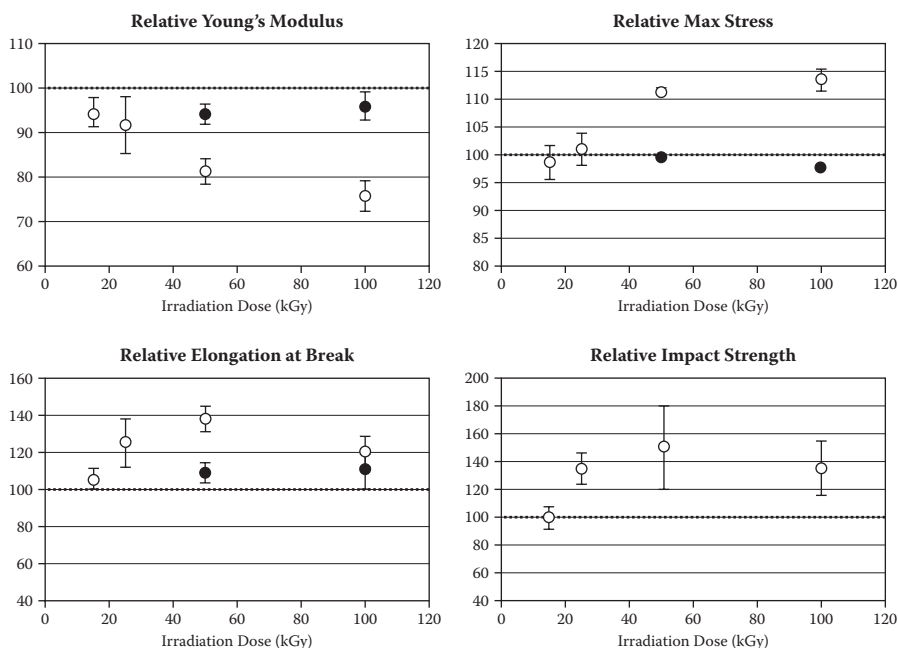 Relative Young's Modulus
110
100
90
80
70
60
0 20 40 60 80 100 120
Irradiation Dose (kGy)
Relative Max Stress
120
115
110
105
100
95
90
85
80
0 20 40 60 80 100 120
Irradiation Dose (kGy)
Relative Elongation at Break
160
140
120
100
80
60
40
0 20 40 60 80 100 120
Irradiation Dose (kGy)
Relative Impact Strength
200
180
160
140
120
100
80
60
40
0 20 40 60 80 100 120
Irradiation Dose (kGy)